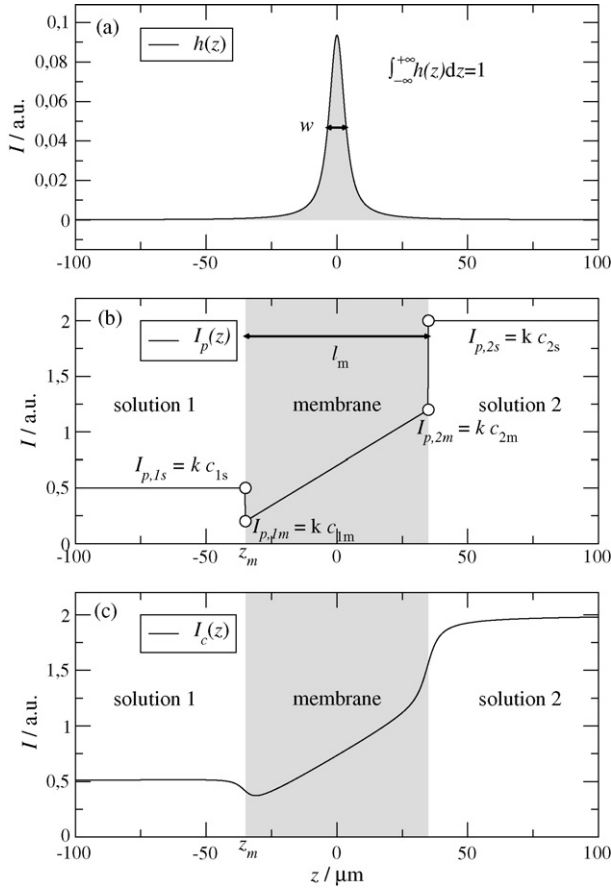 (a)
h(z)
∫_{-∞}^{+∞} h(z)dz=1
w
I / a.u.
0,1
0,08
0,06
0,04
0,02
0
-100 -50 0 50 100
(b)
I_p(z)
l_m
I_{p,2s} = k c_{2s}
solution 1 membrane solution 2
I_{p,2m} = k c_{2m}
I_{p,1s} = k c_{1s}
I_{p,1m} = k c_{1m}
I / a.u.
2
1,5
1
0,5
0
-100 -50 z_m 0 50 100
(c)
I_c(z)
solution 1 membrane solution 2
I / a.u.
2
1,5
1
0,5
0
-100 -50 z_m 0 50 100
z / μm